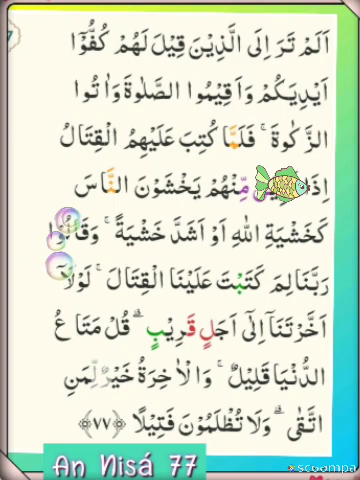 اَلَمْ تَرَ اِلَى الَّذِيْنَ قِيْلَ لَهُمْ كُفُّوْٓا
اَيْدِيَكُمْ وَاَقِيْمُوا الصَّلٰوةَ وَاٰتُوا
الزَّكٰوةَ ۚ فَلَمَّا كُتِبَ عَلَيْهِمُ الْقِتَالُ
اِذَا مِّنْهُمْ يَخْشَوْنَ النَّاسَ
كَخَشْيَةِ اللّٰهِ اَوْ اَشَدَّ خَشْيَةً ۚ وَقَالُوْا
رَبَّنَا لِمَ كَتَبْتَ عَلَيْنَا الْقِتَالَ ۚ لَوْلَآ
اَخَّرْتَنَآ اِلٰٓى اَجَلٍ قَرِيْبٍ ۗ قُلْ مَتَاعُ
الدُّنْيَا قَلِيْلٌ ۚ وَالْاٰخِرَةُ خَيْرٌ لِّمَنِ
اتَّقٰى ۗ وَلَا تُظْلَمُوْنَ فَتِيْلًا ﴿٧٧﴾
An Nisá 77
scoompa